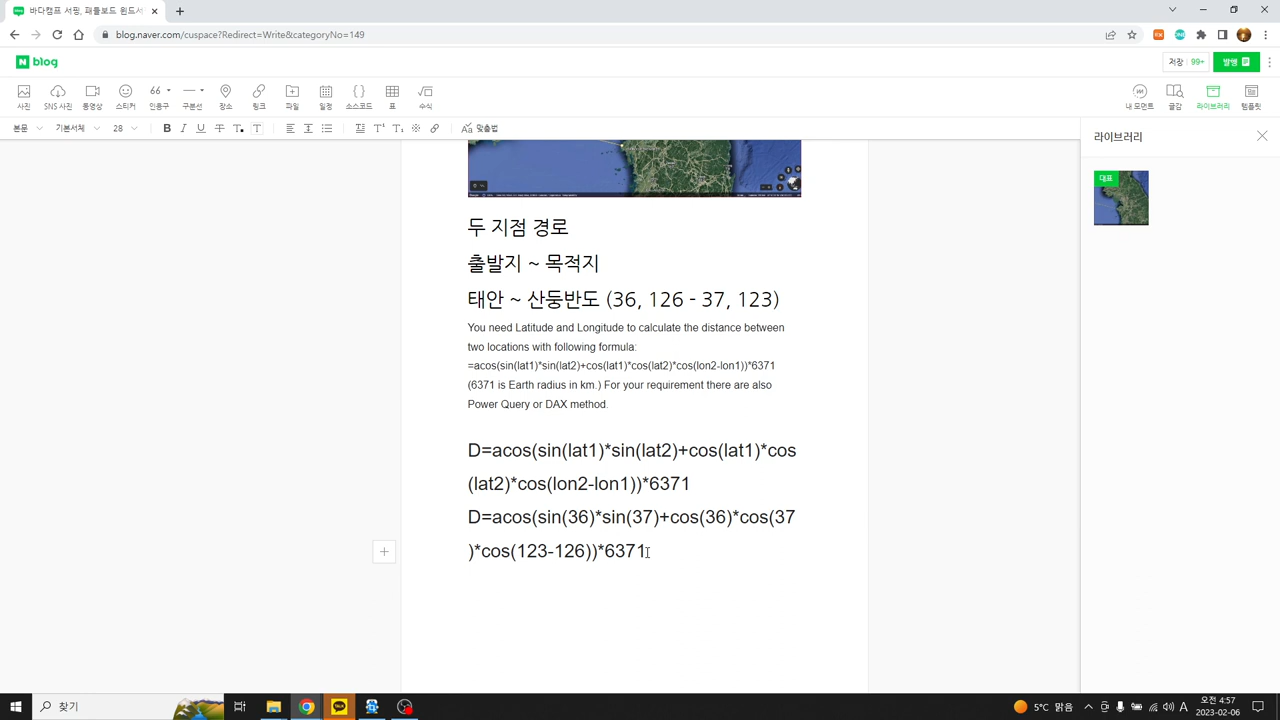 바다캠프 서핑, 패들보드 윈드서
blog.naver.com/cuspace?Redirect=Write&categoryNo=149
N blog
저장 99+ 발행
사진 SNS 사진 동영상 스티커 인용구 구분선 장소 링크 파일 일정 소스코드 표 수식 내 모먼트 글감 라이브러리 템플릿
본문 기본서체 28 B I U T T. T T¹ T₁ 맞춤법
라이브러리
대표
두 지점 경로
출발지 ~ 목적지
태안 ~ 산둥반도 (36, 126 - 37, 123)
You need Latitude and Longitude to calculate the distance between
two locations with following formula:
=acos(sin(lat1)*sin(lat2)+cos(lat1)*cos(lat2)*cos(lon2-lon1))*6371
(6371 is Earth radius in km.) For your requirement there are also
Power Query or DAX method.
D=acos(sin(lat1)*sin(lat2)+cos(lat1)*cos
(lat2)*cos(lon2-lon1))*6371
D=acos(sin(36)*sin(37)+cos(36)*cos(37
)*cos(123-126))*6371
찾기
TALK
5°C 맑음
A
오전 4:57
2023-02-06